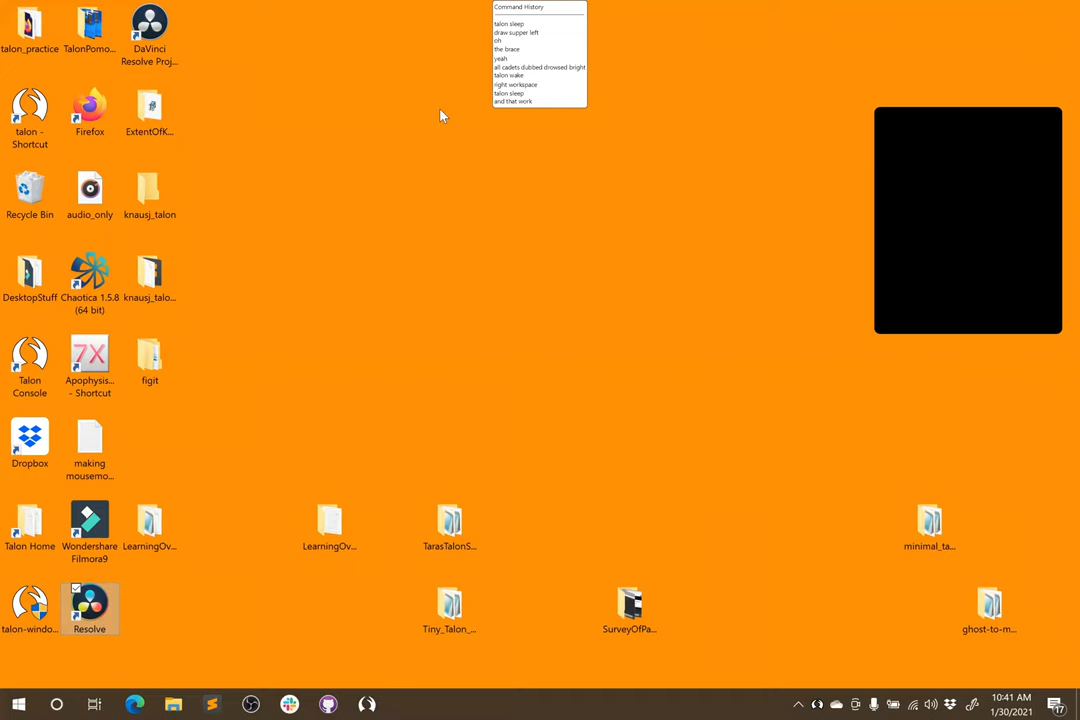 Command History
talon sleep
draw supper left
oh
the brace
yeah
all cadets dubbed drowsed bright
talon wake
right workspace
talon sleep
and that work
talon_practice
TalonPomo...
DaVinci
Resolve Proj...
talon -
Shortcut
Firefox
ExtentOfK...
Recycle Bin
audio_only
knausj_talon
DesktopStuff
Chaotica 1.5.8
(64 bit)
knausj_talo...
7X
Talon
Console
Apophysis...
- Shortcut
figit
Dropbox
making
mousemo...
Talon Home
Wondershare
Filmora9
LearningOv...
LearningOv...
TarasTalonS...
minimal_ta...
talon-windo...
Resolve
Tiny_Talon_...
SurveyOfPa...
ghost-to-m...
10:41 AM
1/30/2021
17